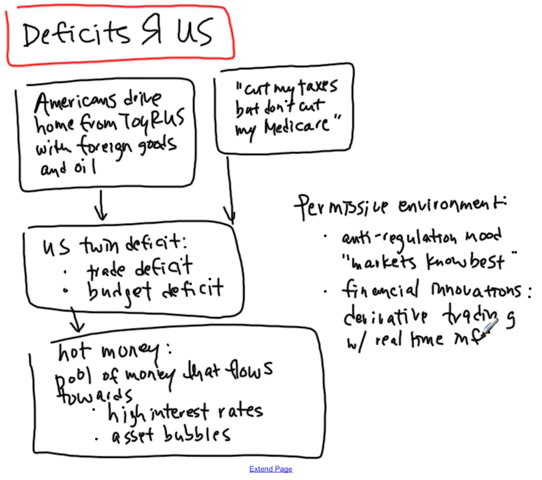 Deficits Я US
Americans drive
home from ToyRUS
with foreign goods
and oil
"cut my taxes
but don't cut
my Medicare"
US twin deficit:
· trade deficit
· budget deficit
hot money:
pool of money that flows
towards
· high interest rates
· asset bubbles
Permissive environment:
· anti-regulation mood
"markets know best"
· financial innovations:
derivative trading
w/ real time inf
Extend Page